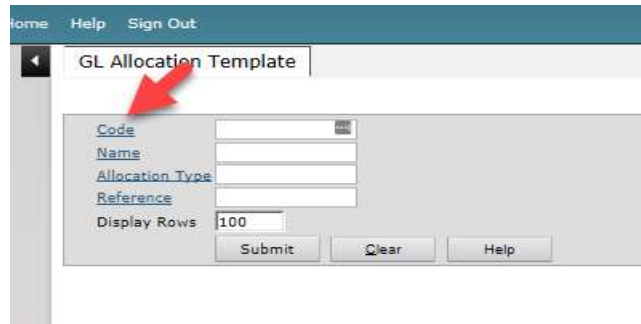 Home Help Sign Out
GL Allocation Template
Code
Name
Allocation Type
Reference
Display Rows 100
Submit Clear Help